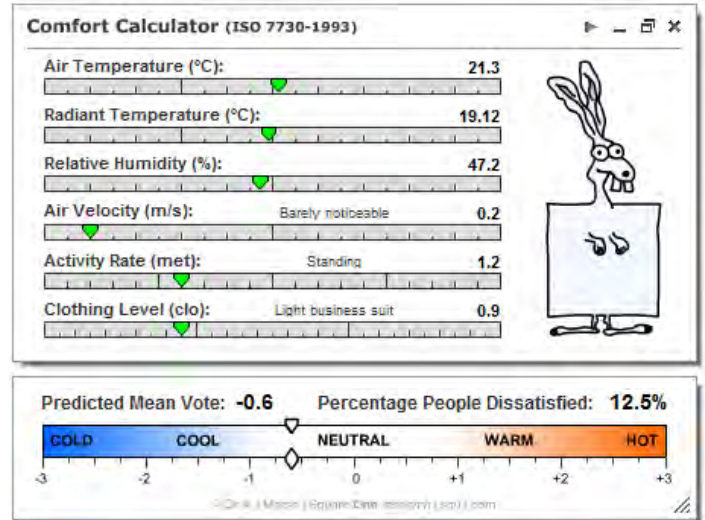 Comfort Calculator (ISO 7730-1993)
Air Temperature (°C): 21.3
Radiant Temperature (°C): 19.12
Relative Humidity (%): 47.2
Air Velocity (m/s): Barely noticeable 0.2
Activity Rate (met): Standing 1.2
Clothing Level (clo): Light business suit 0.9
Predicted Mean Vote: -0.6 Percentage People Dissatisfied: 12.5%
COLD COOL NEUTRAL WARM HOT
-3 -2 -1 0 +1 +2 +3